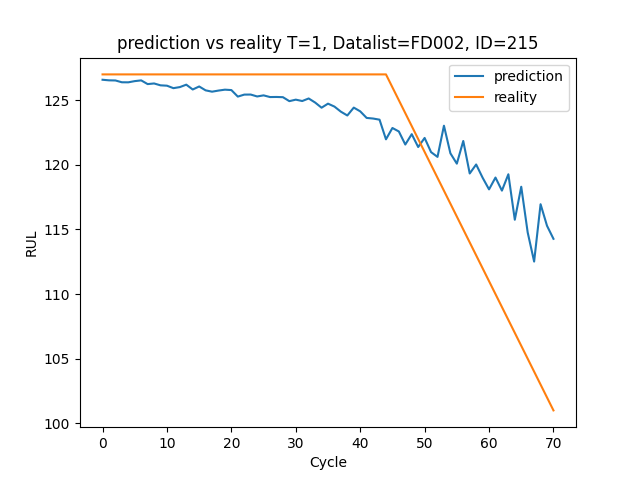 prediction vs reality T=1, Datalist=FD002, ID=215
prediction
reality
RUL
125
120
115
110
105
100
0 10 20 30 40 50 60 70
Cycle